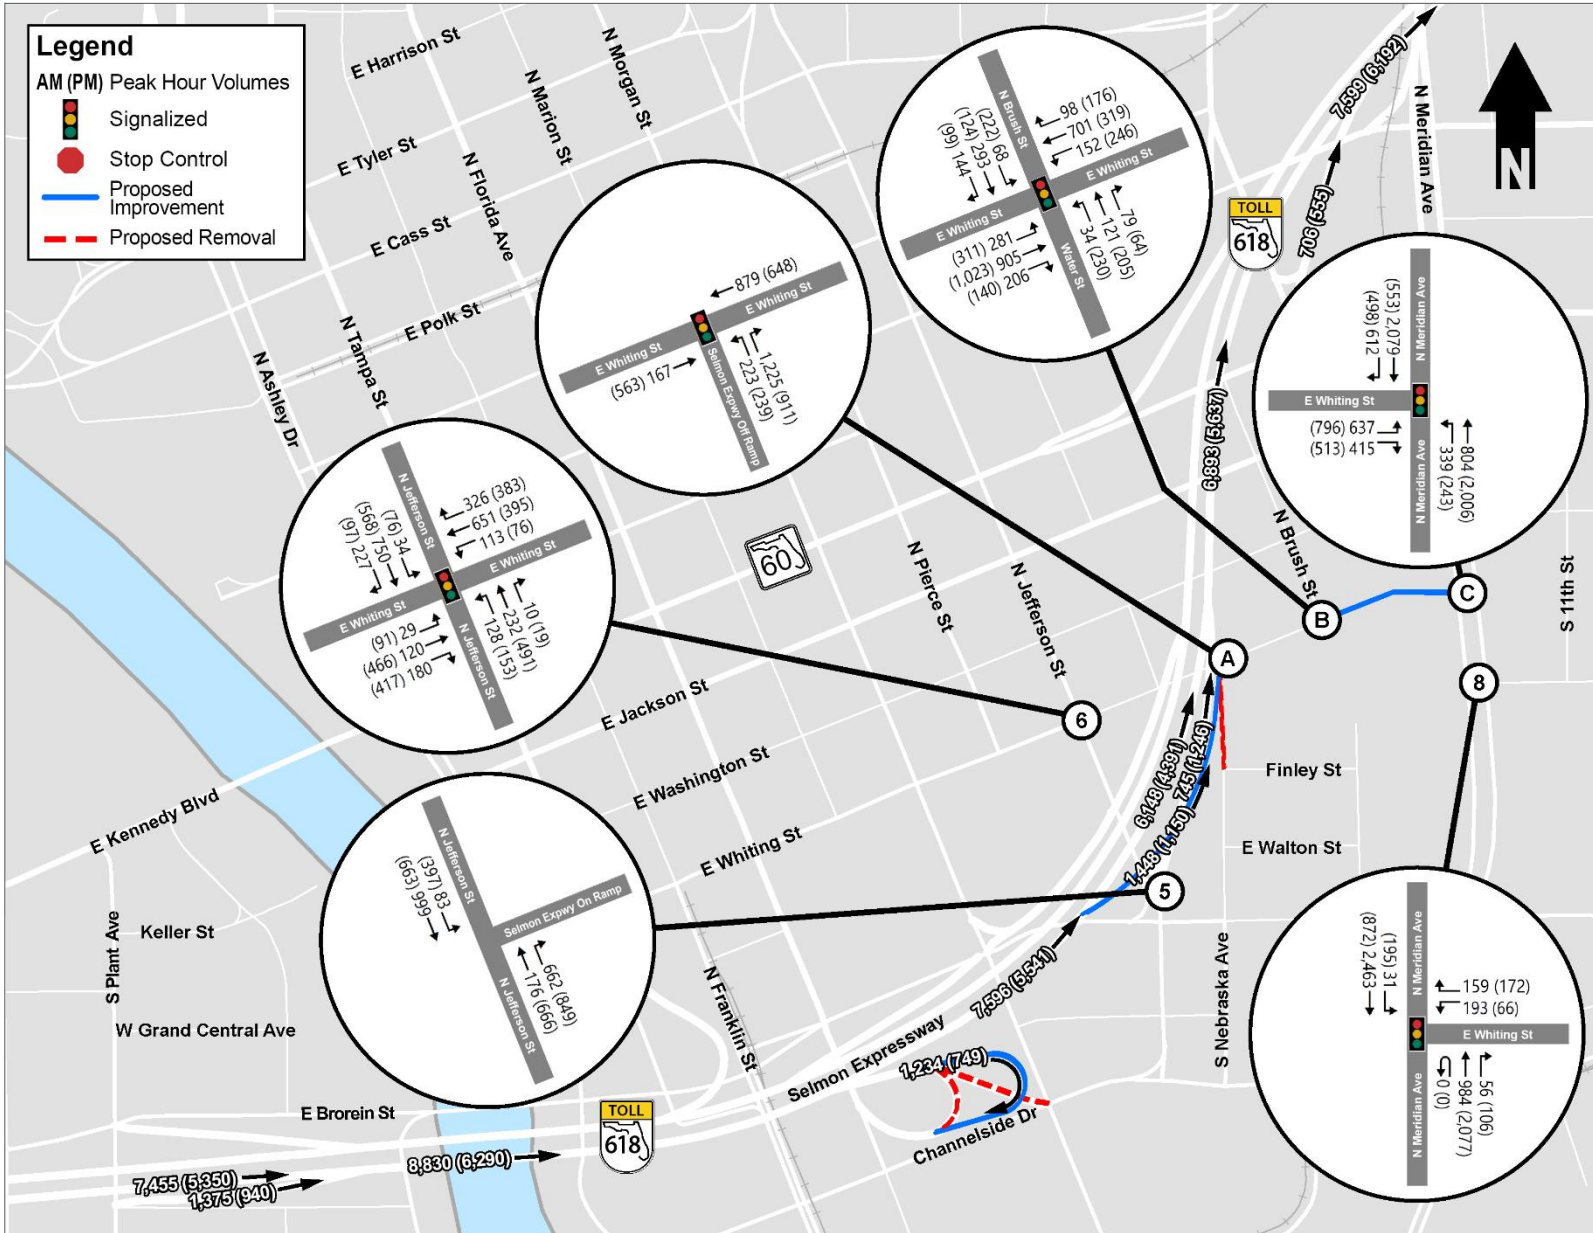 Legend
AM (PM) Peak Hour Volumes
Signalized
Stop Control
Proposed
Improvement
Proposed Removal
E Harrison St
E Tyler St
E Cass St
E Polk St
N Morgan St
N Marion St
N Florida Ave
N Tampa St
N Ashley Dr
N Brush St
(222) 68
(124) 293
(99) 144
98 (176)
701 (319)
152 (246)
E Whiting St
E Whiting St
(311) 281
(1,023) 905
(140) 206
Water St
34 (230)
121 (205)
79 (64)
7,599 (6,192)
N Meridian Ave
N
TOLL
618
706 (555)
879 (648)
E Whiting St
E Whiting St
(563) 167
Selmon Expwy Off Ramp
223 (239)
1,225 (911)
(553) 2,079
(498) 612
N Meridian Ave
E Whiting St
(796) 637
(513) 415
N Meridian Ave
339 (243)
804 (2,006)
6,893 (5,637)
N Jefferson St
(76) 34
(568) 750
(97) 227
326 (383)
651 (395)
113 (76)
E Whiting St
E Whiting St
(91) 29
(466) 120
(417) 180
N Jefferson St
128 (153)
232 (491)
10 (19)
60
N Pierce St
N Jefferson St
N Brush St
S 11th St
A
B
C
8
6
5
E Jackson St
E Washington St
E Whiting St
E Kennedy Blvd
Finley St
E Walton St
6,148 (4,391)
745 (1,246)
1,448 (1,150)
7,596 (5,541)
N Jefferson St
(397) 83
(663) 999
Selmon Expwy On Ramp
N Jefferson St
176 (666)
662 (849)
S Plant Ave
Keller St
W Grand Central Ave
E Brorein St
N Franklin St
Selmon Expressway
S Nebraska Ave
1,234 (749)
Channelside Dr
TOLL
618
8,830 (6,290)
7,455 (5,350)
1,375 (940)
N Meridian Ave
(195) 31
(872) 2,463
159 (172)
193 (66)
E Whiting St
N Meridian Ave
0 (0)
984 (2,077)
56 (106)